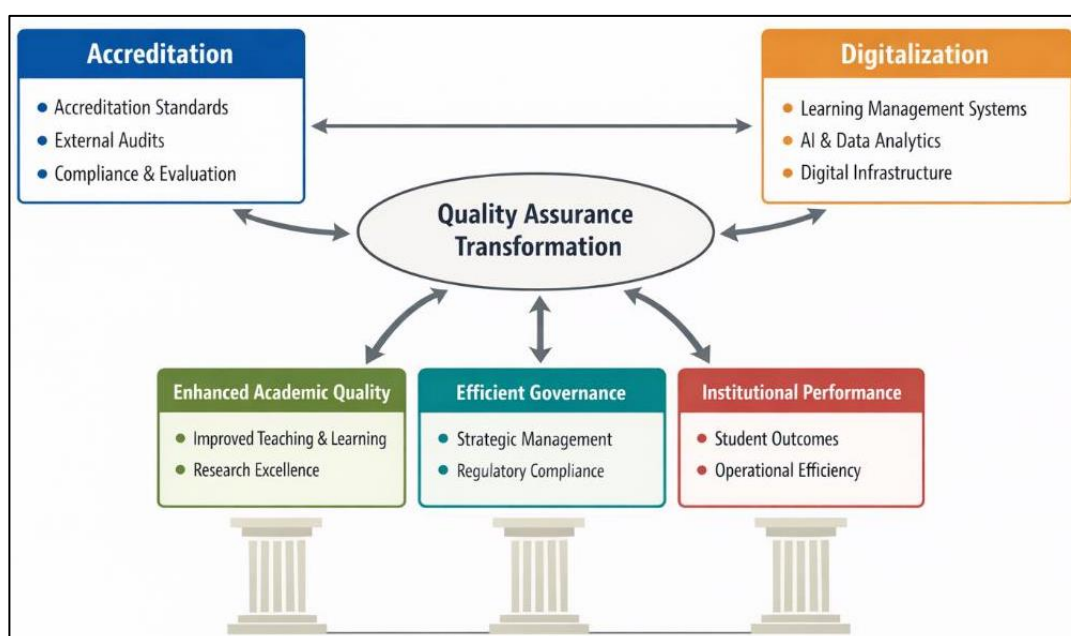 Accreditation
• Accreditation Standards
• External Audits
• Compliance & Evaluation
Digitalization
• Learning Management Systems
• AI & Data Analytics
• Digital Infrastructure
Quality Assurance
Transformation
Enhanced Academic Quality
• Improved Teaching & Learning
• Research Excellence
Efficient Governance
• Strategic Management
• Regulatory Compliance
Institutional Performance
• Student Outcomes
• Operational Efficiency